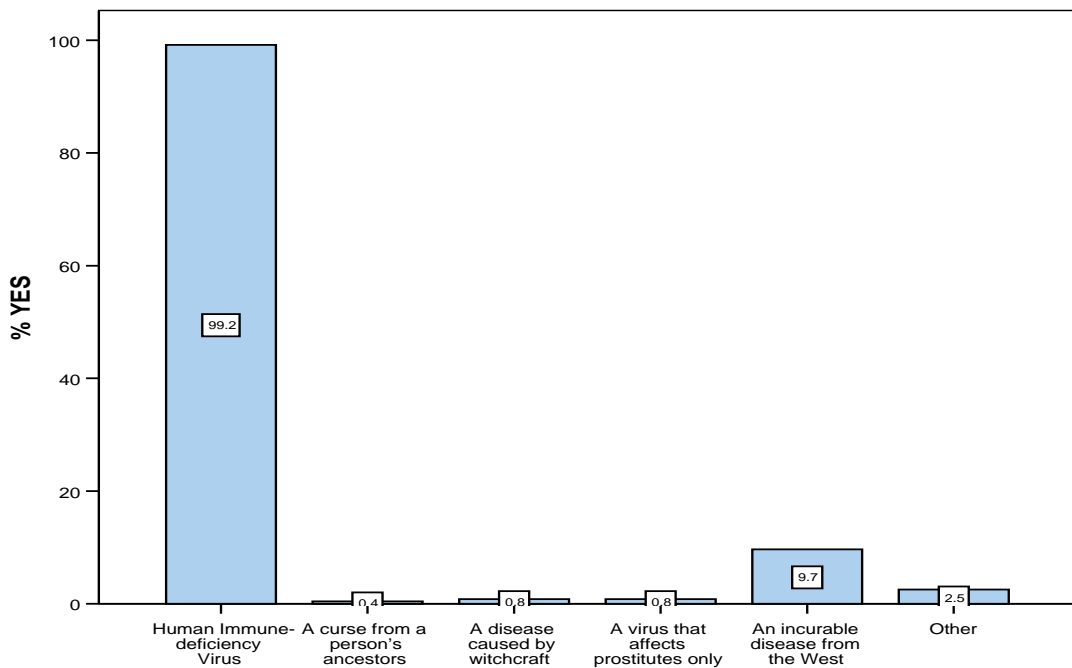 100
80
60
40
20
0
% YES
99.2
0.4
0.8
0.8
9.7
2.5
Human Immune-
deficiency
Virus
A curse from a
person's
ancestors
A disease
caused by
witchcraft
A virus that
affects
prostitutes only
An incurable
disease from
the West
Other